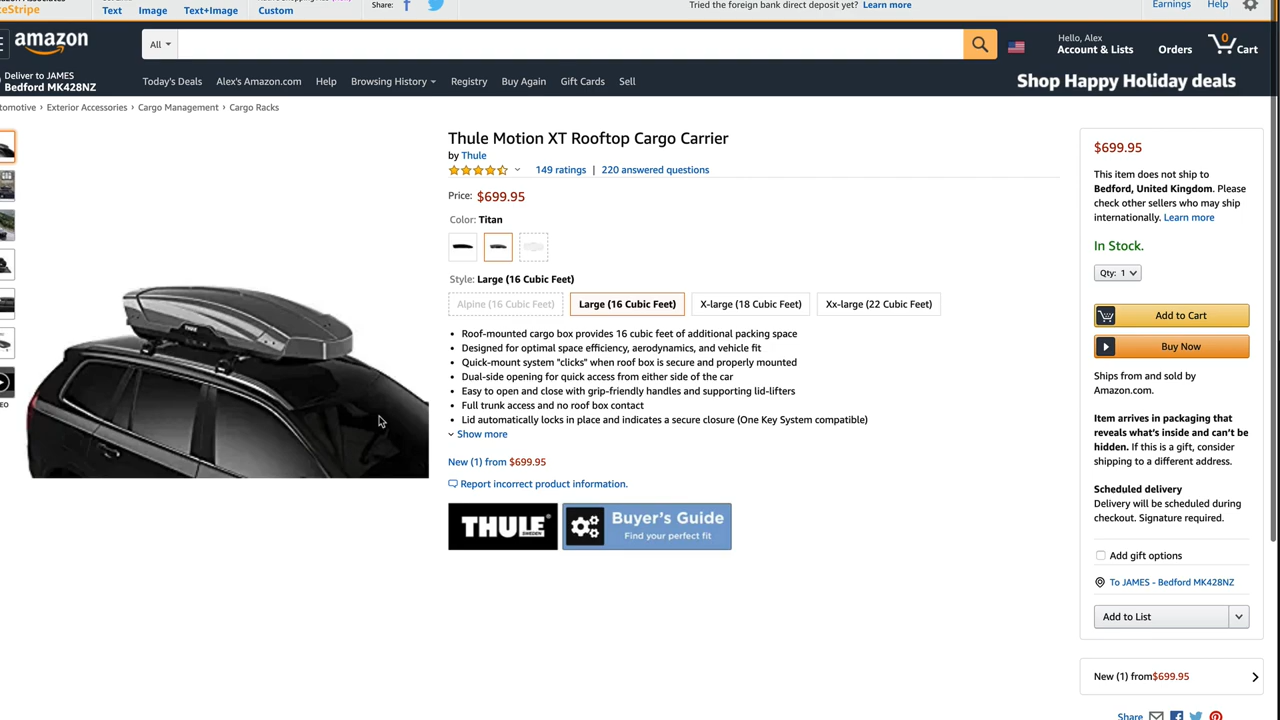 Text Image Text+Image Custom
Share:
Tried the foreign bank direct deposit yet? Learn more
Earnings Help
amazon
All
Hello, Alex
Account & Lists
Orders
0
Cart
Deliver to JAMES
Bedford MK428NZ
Today's Deals Alex's Amazon.com Help Browsing History Registry Buy Again Gift Cards Sell
Shop Happy Holiday deals
› Exterior Accessories › Cargo Management › Cargo Racks
Thule Motion XT Rooftop Cargo Carrier
by Thule
149 ratings | 220 answered questions
Price: $699.95
Color: Titan
Style: Large (16 Cubic Feet)
Alpine (16 Cubic Feet) Large (16 Cubic Feet) X-large (18 Cubic Feet) Xx-large (22 Cubic Feet)
• Roof-mounted cargo box provides 16 cubic feet of additional packing space
• Designed for optimal space efficiency, aerodynamics, and vehicle fit
• Quick-mount system "clicks" when roof box is secure and properly mounted
• Dual-side opening for quick access from either side of the car
• Easy to open and close with grip-friendly handles and supporting lid-lifters
• Full trunk access and no roof box contact
• Lid automatically locks in place and indicates a secure closure (One Key System compatible)
Show more
New (1) from $699.95
Report incorrect product information.
THULE
SWEDEN
Buyer's Guide
Find your perfect fit
$699.95
This item does not ship to
Bedford, United Kingdom. Please
check other sellers who may ship
internationally. Learn more
In Stock.
Qty: 1
Add to Cart
Buy Now
Ships from and sold by
Amazon.com.
Item arrives in packaging that
reveals what's inside and can't be
hidden. If this is a gift, consider
shipping to a different address.
Scheduled delivery
Delivery will be scheduled during
checkout. Signature required.
Add gift options
To JAMES - Bedford MK428NZ
Add to List
New (1) from$699.95
Share